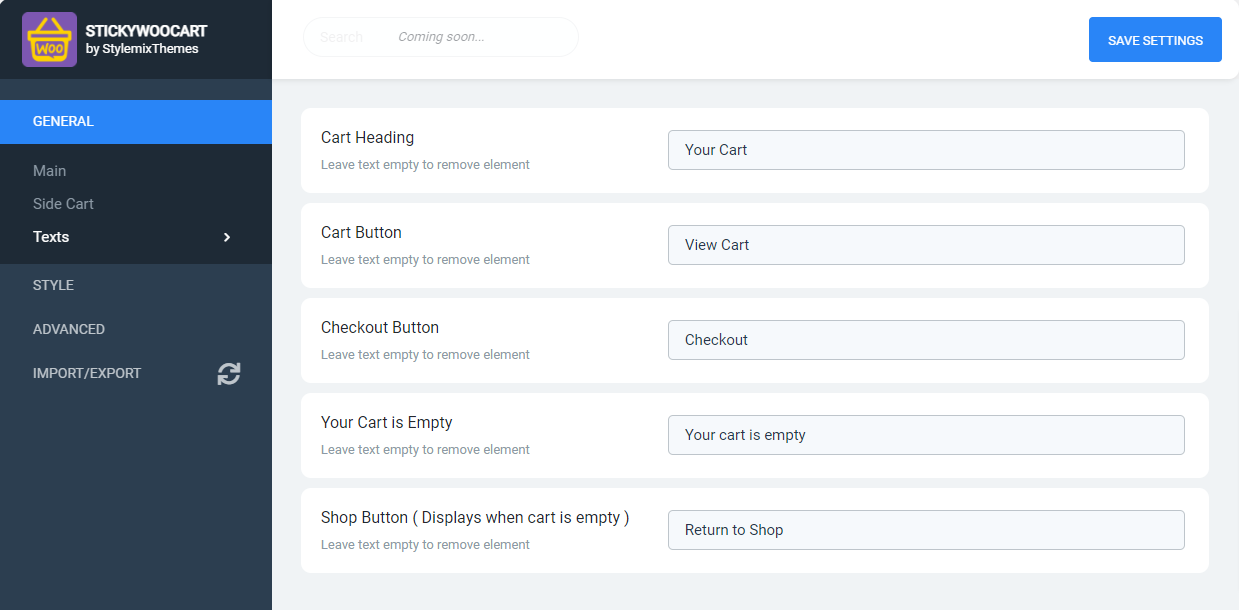 WOO
STICKYWOOCART
by StylemixThemes
Search
Coming soon...
SAVE SETTINGS
GENERAL
Main
Side Cart
Texts
STYLE
ADVANCED
IMPORT/EXPORT
Cart Heading
Leave text empty to remove element
Your Cart
Cart Button
Leave text empty to remove element
View Cart
Checkout Button
Leave text empty to remove element
Checkout
Your Cart is Empty
Leave text empty to remove element
Your cart is empty
Shop Button ( Displays when cart is empty )
Leave text empty to remove element
Return to Shop